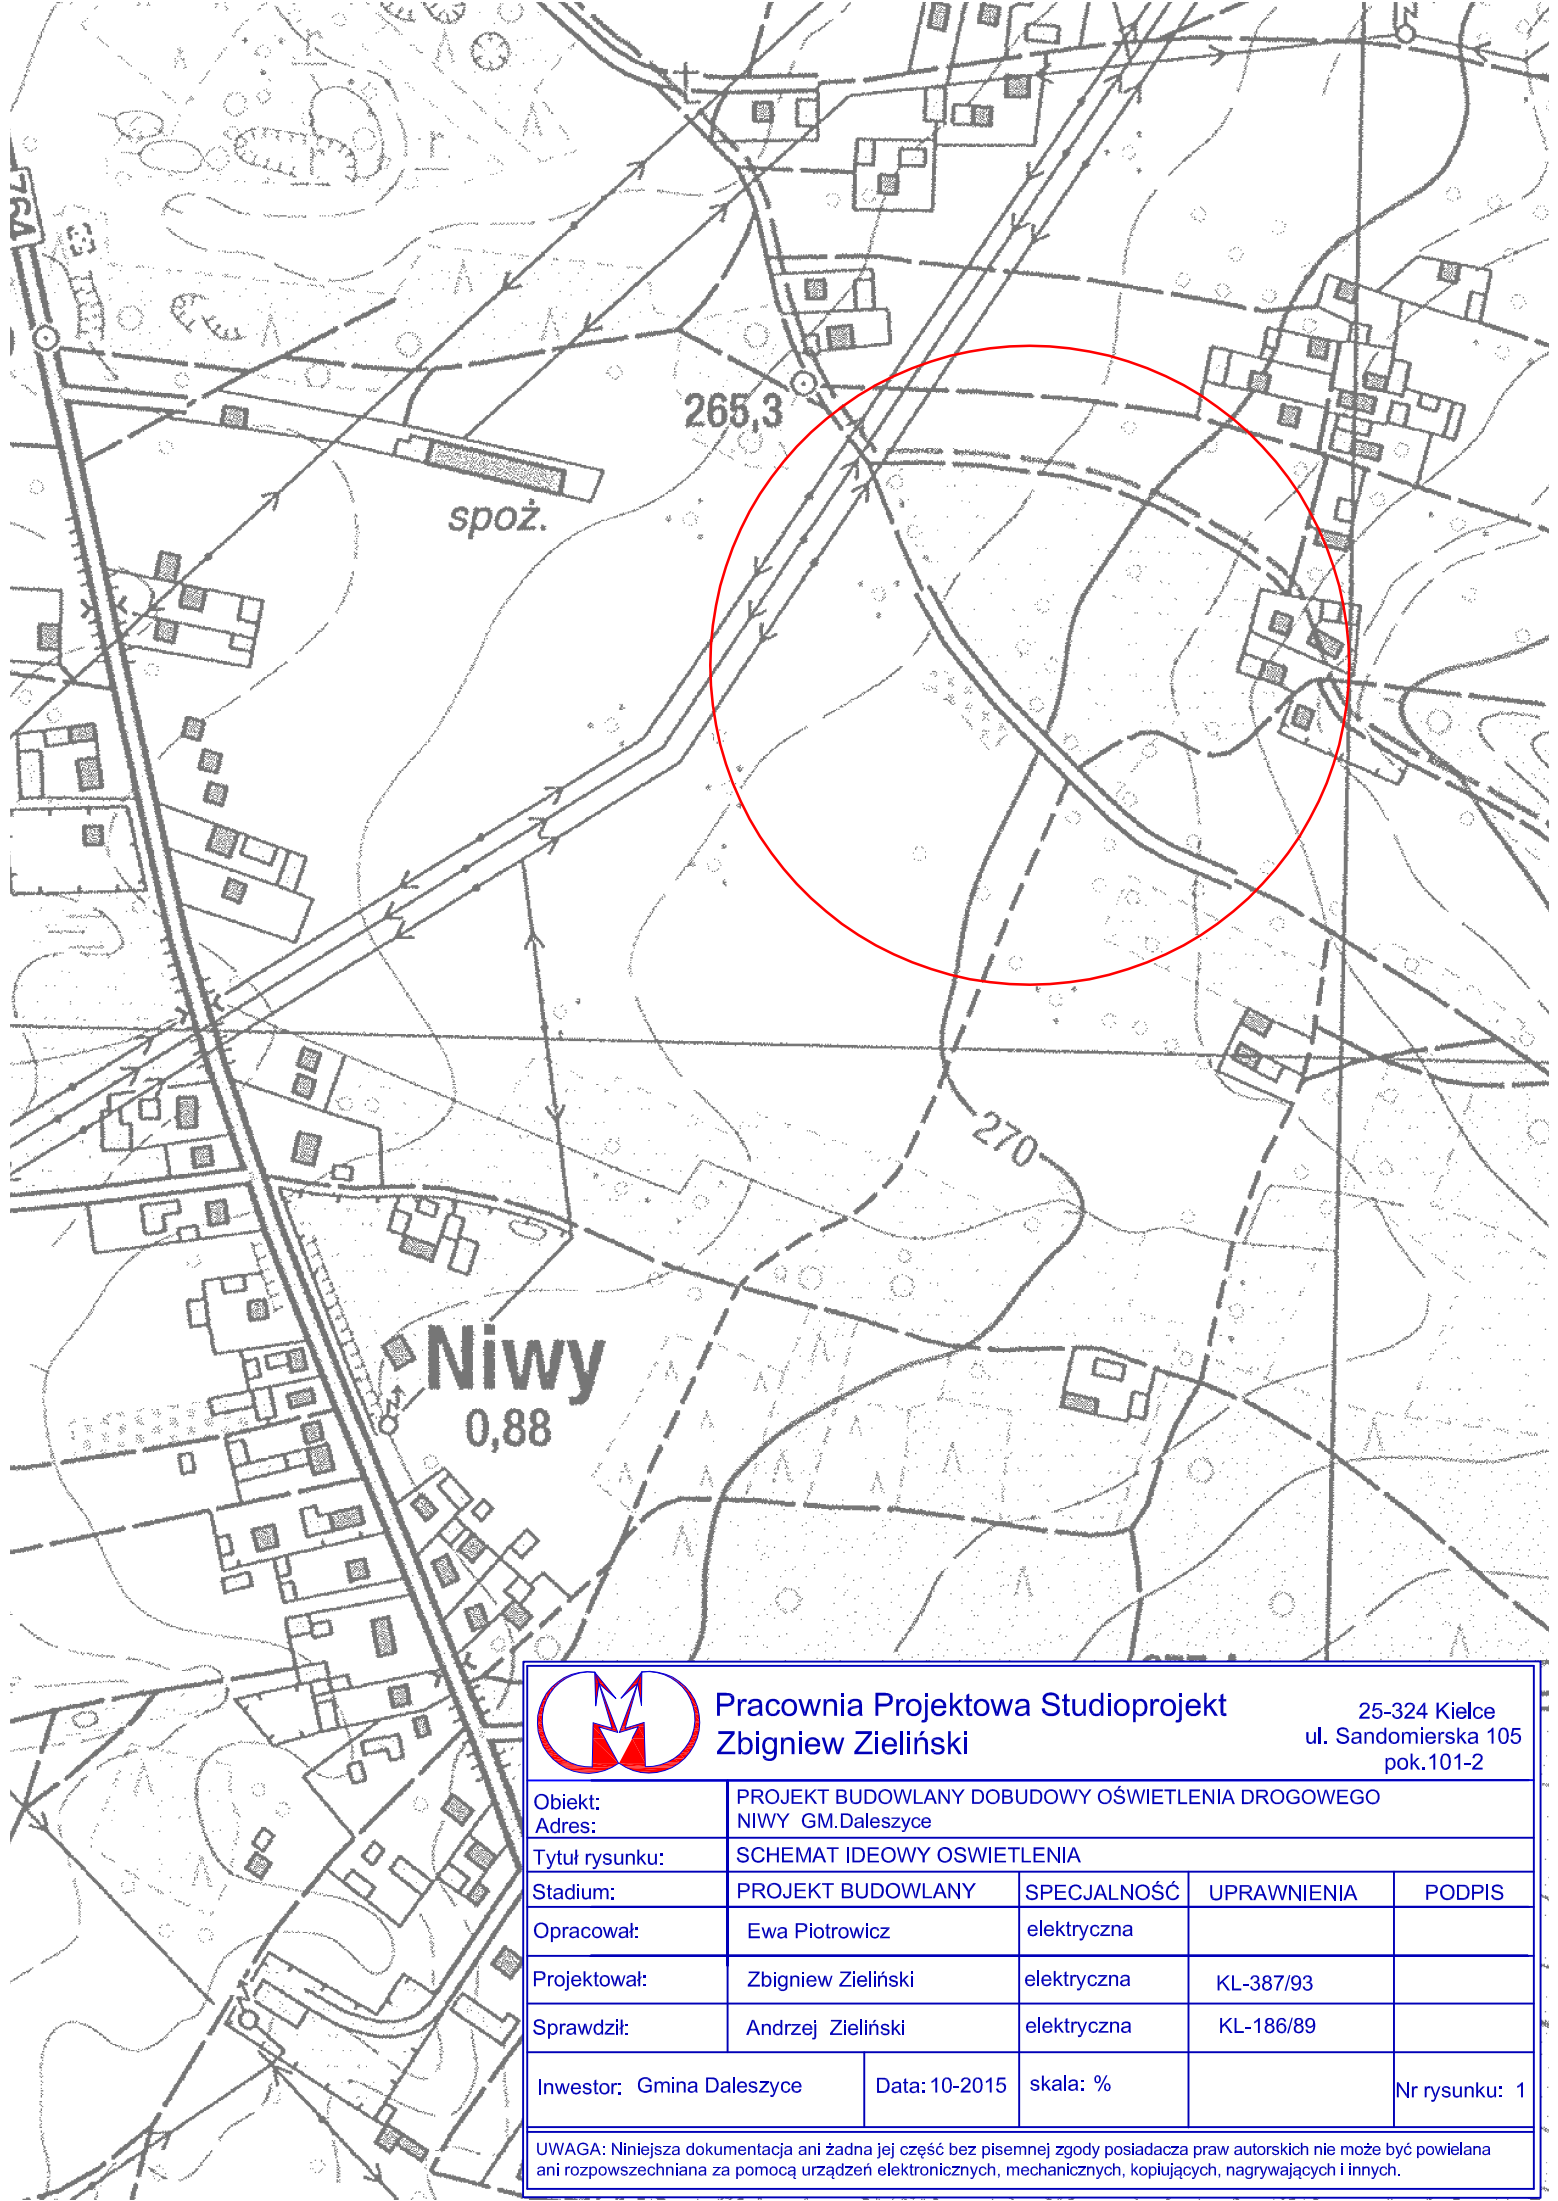 r
r
r
764
265,3
spoż.
270
Niwy
0,88
Pracownia Projektowa Studioprojekt
Zbigniew Zieliński
25-324 Kielce
ul. Sandomierska 105
pok.101-2
Obiekt:
Adres:
PROJEKT BUDOWLANY DOBUDOWY OŚWIETLENIA DROGOWEGO
NIWY GM.Daleszyce
Tytuł rysunku: SCHEMAT IDEOWY OSWIETLENIA
Stadium: PROJEKT BUDOWLANY SPECJALNOŚĆ UPRAWNIENIA PODPIS
Opracował: Ewa Piotrowicz elektryczna
Projektował: Zbigniew Zieliński elektryczna KL-387/93
Sprawdził: Andrzej Zieliński elektryczna KL-186/89
Inwestor: Gmina Daleszyce Data: 10-2015 skala: % Nr rysunku: 1
UWAGA: Niniejsza dokumentacja ani żadna jej część bez pisemnej zgody posiadacza praw autorskich nie może być powielana
ani rozpowszechniana za pomocą urządzeń elektronicznych, mechanicznych, kopiujących, nagrywających i innych.